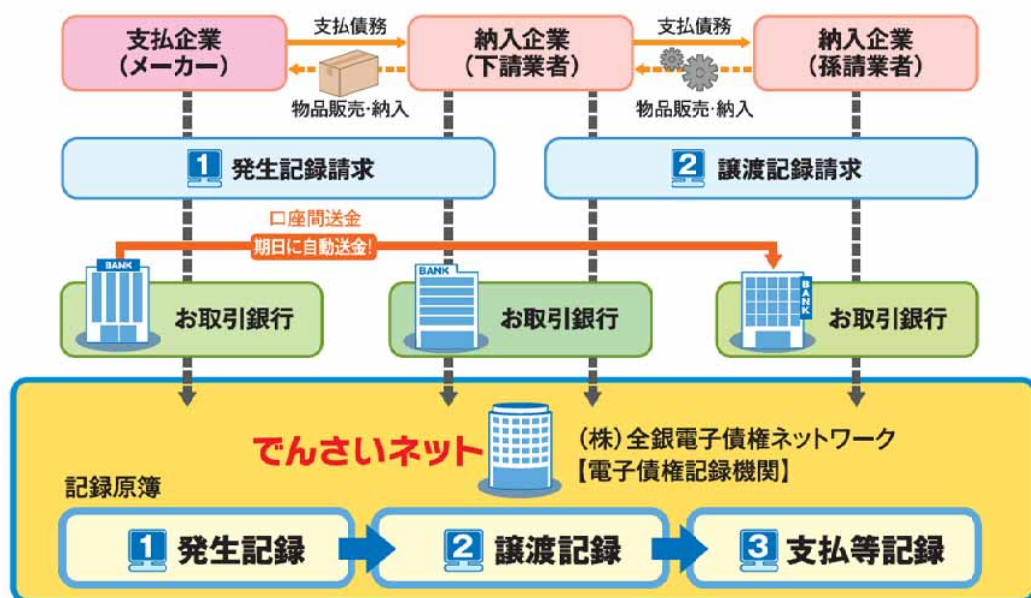 支払企業
(メーカー)
支払債務
物品販売・納入
納入企業
(下請業者)
支払債務
物品販売・納入
納入企業
(孫請業者)
1 発生記録請求
2 譲渡記録請求
口座間送金
期日に自動送金!
BANK
お取引銀行
BANK
お取引銀行
BANK
お取引銀行
でんさいネット
(株)全銀電子債権ネットワーク
【電子債権記録機関】
記録原簿
1 発生記録
2 譲渡記録
3 支払等記録